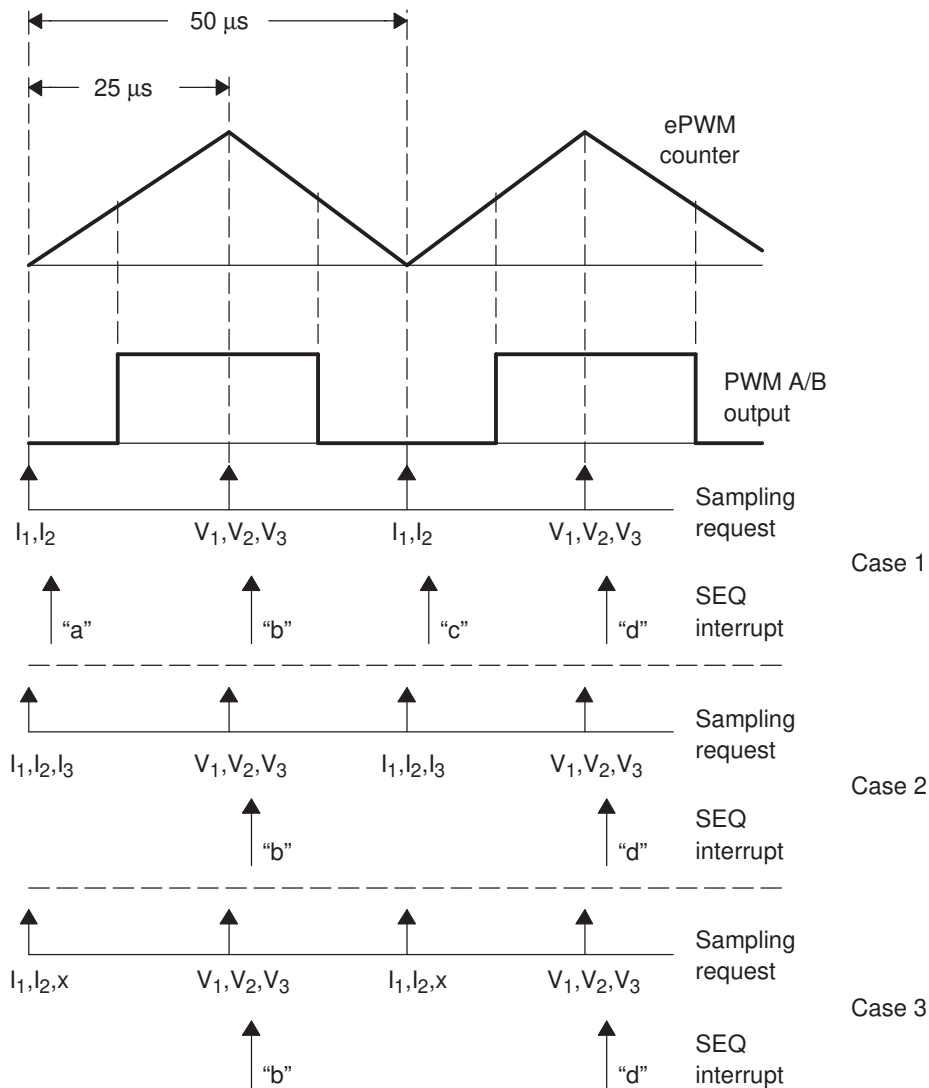 50 μs
25 μs
ePWM
counter
PWM A/B
output
Sampling
request
I₁,I₂ V₁,V₂,V₃ I₁,I₂ V₁,V₂,V₃
Case 1
SEQ
interrupt
“a” “b” “c” “d”
Sampling
request
I₁,I₂,I₃ V₁,V₂,V₃ I₁,I₂,I₃ V₁,V₂,V₃
Case 2
SEQ
interrupt
“b” “d”
Sampling
request
I₁,I₂,x V₁,V₂,V₃ I₁,I₂,x V₁,V₂,V₃
Case 3
SEQ
interrupt
“b” “d”